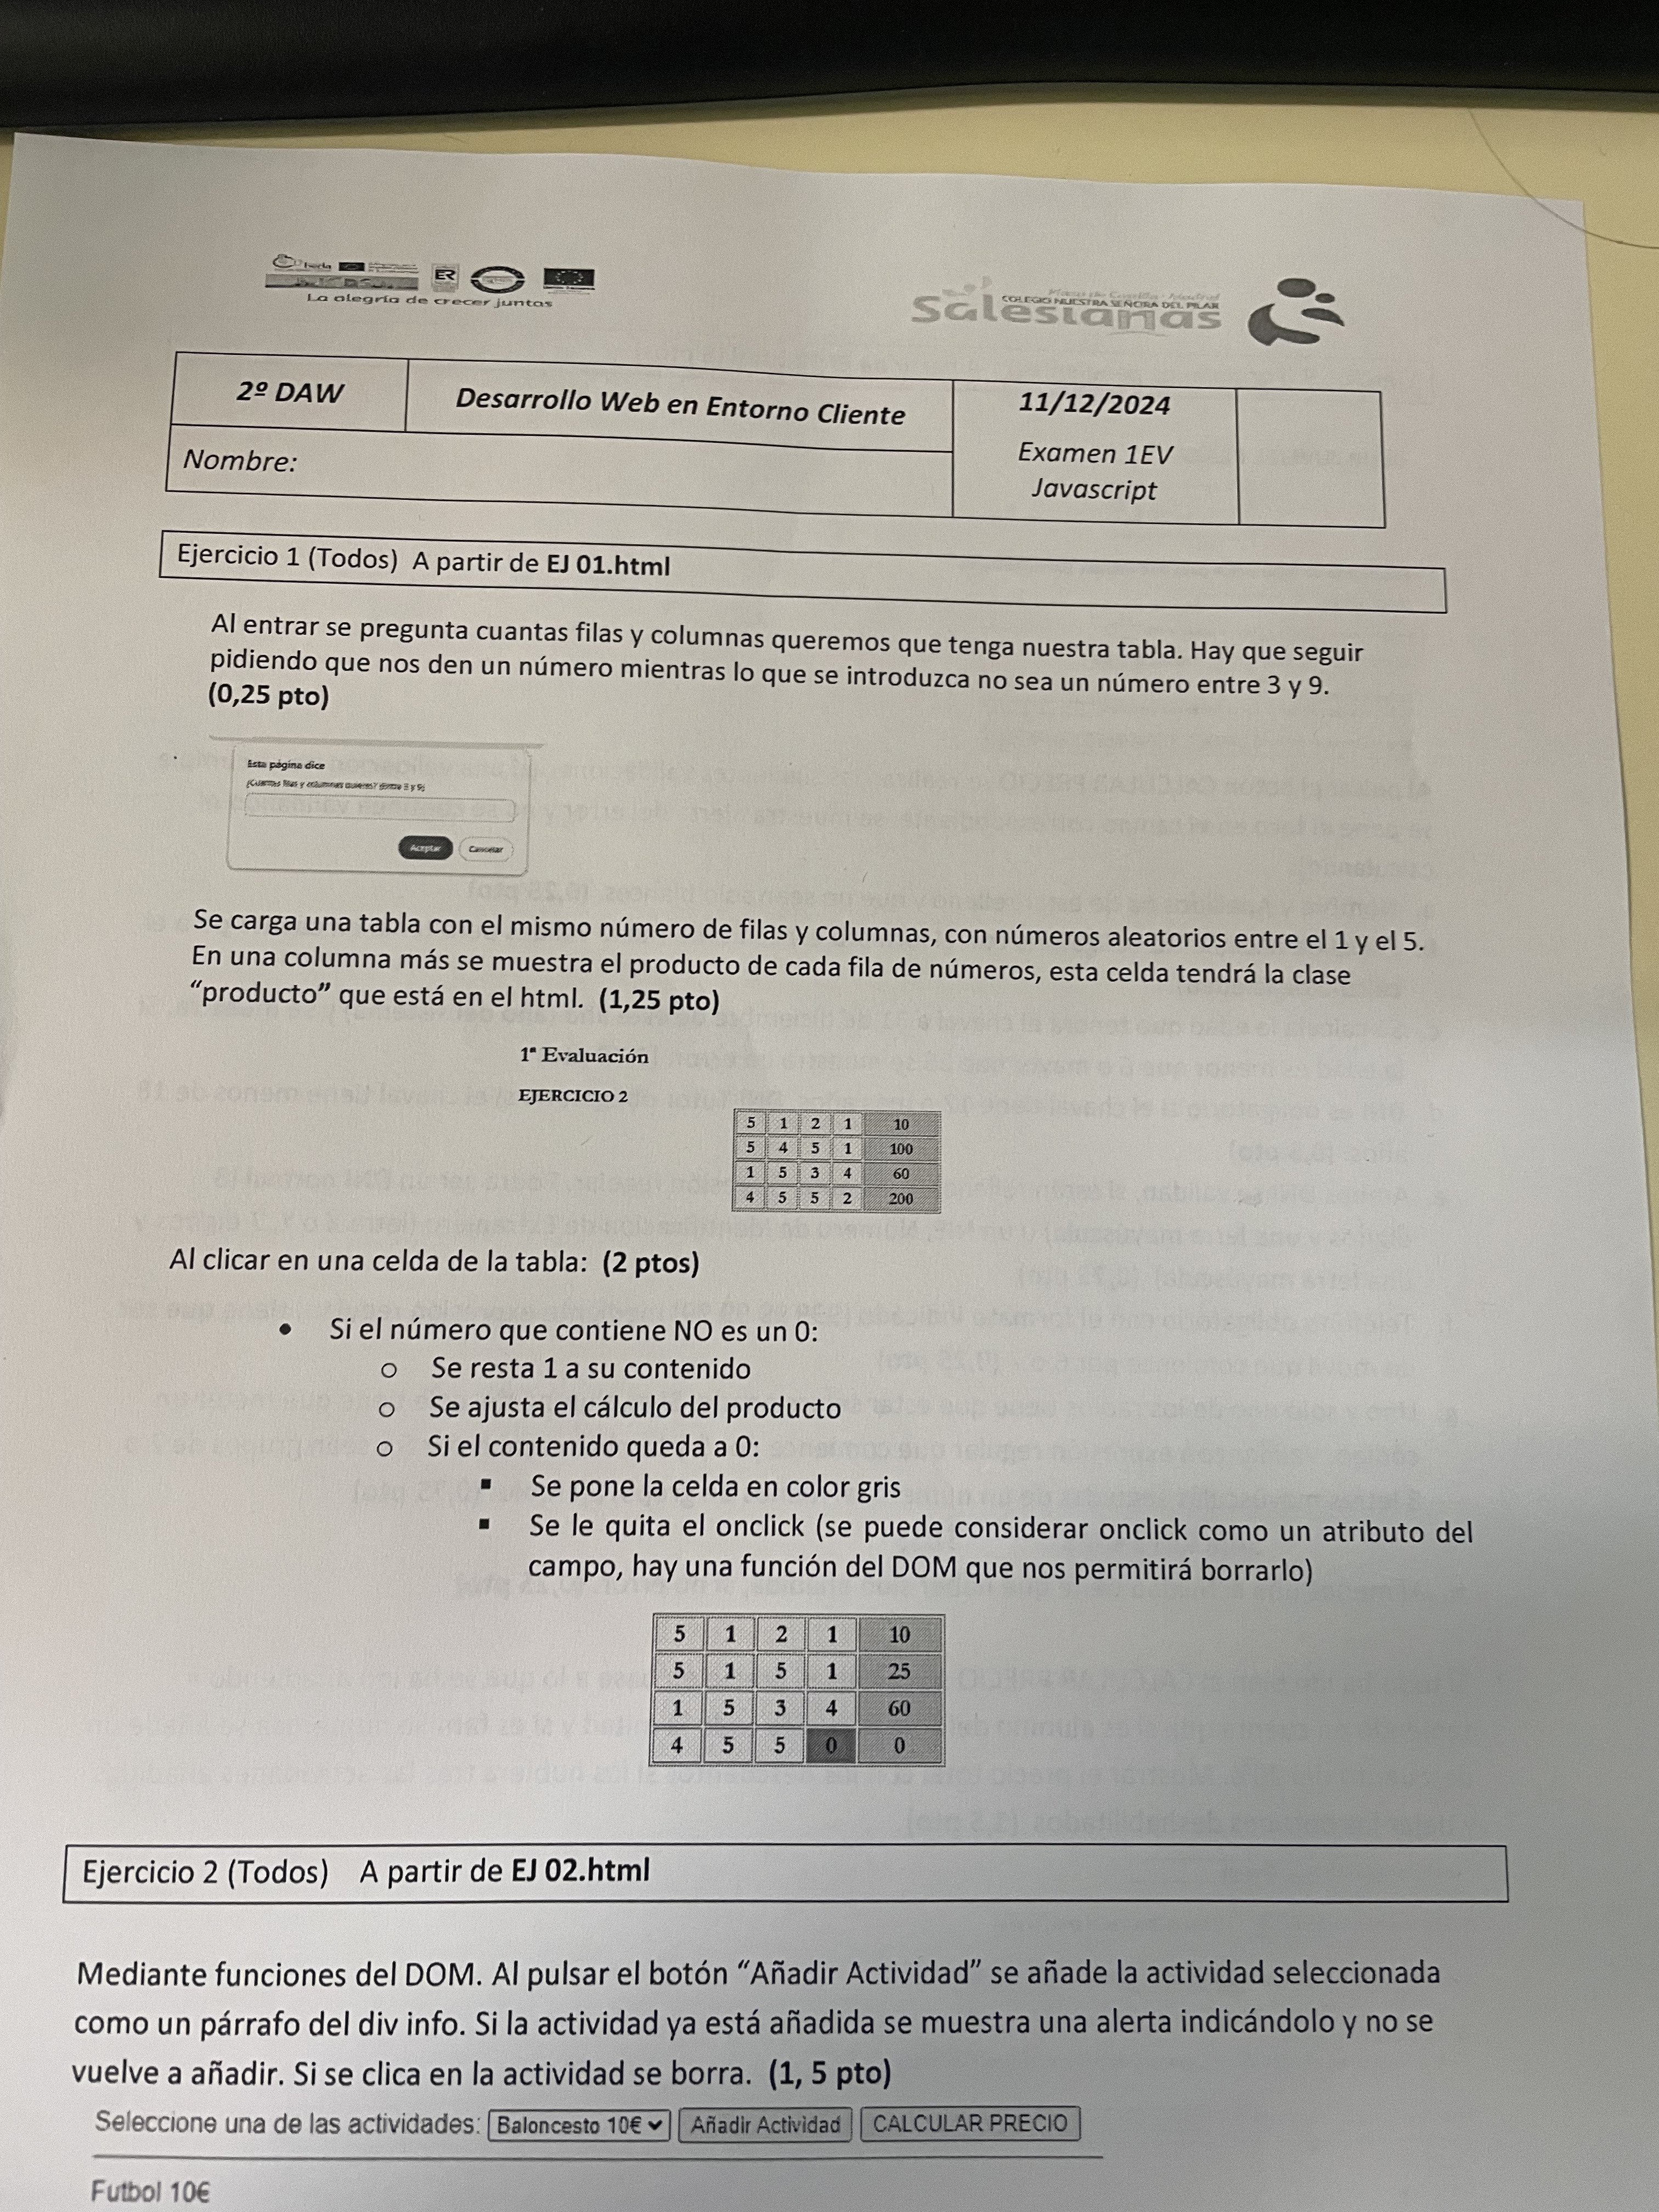 ER
La alegría de crecer juntos
COLEGIO NUESTRA SEÑORA DEL PILAR
salesianas
2º DAW
Desarrollo Web en Entorno Cliente
11/12/2024
Nombre:
Examen 1EV
Javascript
Ejercicio 1 (Todos) A partir de EJ 01.html
Al entrar se pregunta cuantas filas y columnas queremos que tenga nuestra tabla. Hay que seguir
pidiendo que nos den un número mientras lo que se introduzca no sea un número entre 3 y 9.
(0,25 pto)
Esta página dice
¿Cuántas filas y columnas quieres? (entre 3 y 9)
Aceptar Cancelar
Se carga una tabla con el mismo número de filas y columnas, con números aleatorios entre el 1 y el 5.
En una columna más se muestra el producto de cada fila de números, esta celda tendrá la clase
“producto” que está en el html. (1,25 pto)
1ª Evaluación
EJERCICIO 2
5 1 2 1 10
5 4 5 1 100
1 5 3 4 60
4 5 5 2 200
Al clicar en una celda de la tabla: (2 ptos)
• Si el número que contiene NO es un 0:
o Se resta 1 a su contenido
o Se ajusta el cálculo del producto
o Si el contenido queda a 0:
▪ Se pone la celda en color gris
▪ Se le quita el onclick (se puede considerar onclick como un atributo del
campo, hay una función del DOM que nos permitirá borrarlo)
5 1 2 1 10
5 1 5 1 25
1 5 3 4 60
4 5 5 0 0
Ejercicio 2 (Todos) A partir de EJ 02.html
Mediante funciones del DOM. Al pulsar el botón “Añadir Actividad” se añade la actividad seleccionada
como un párrafo del div info. Si la actividad ya está añadida se muestra una alerta indicándolo y no se
vuelve a añadir. Si se clica en la actividad se borra. (1, 5 pto)
Seleccione una de las actividades: Baloncesto 10€ Añadir Actividad CALCULAR PRECIO
Futbol 10€